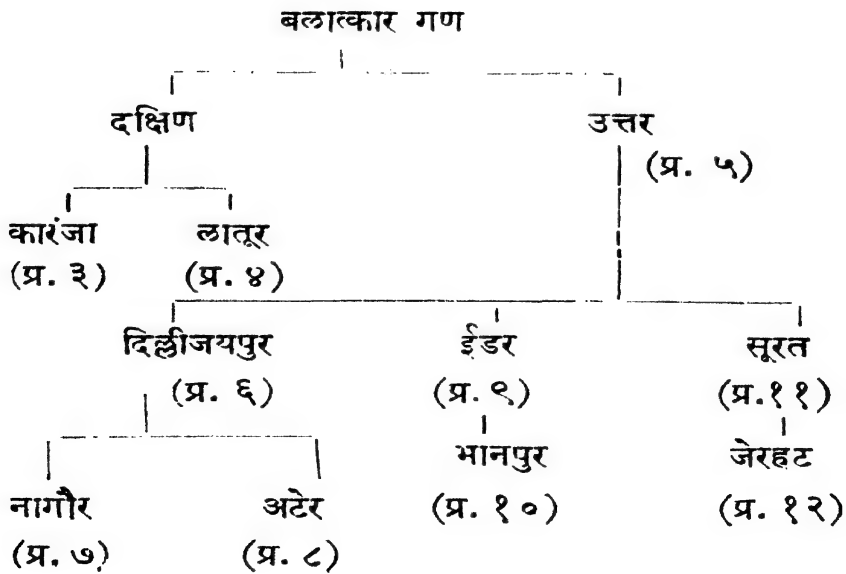 बलात्कार गण
दक्षिण उत्तर
(प्र. ५)
कारंजा लातूर
(प्र. ३) (प्र. ४)
दिल्लीजयपुर ईडर सूरत
(प्र. ६) (प्र. ९) (प्र.११)
भानपुर जेरहट
नागौर अटेर (प्र. १०) (प्र. १२)
(प्र. ७) (प्र. ८)